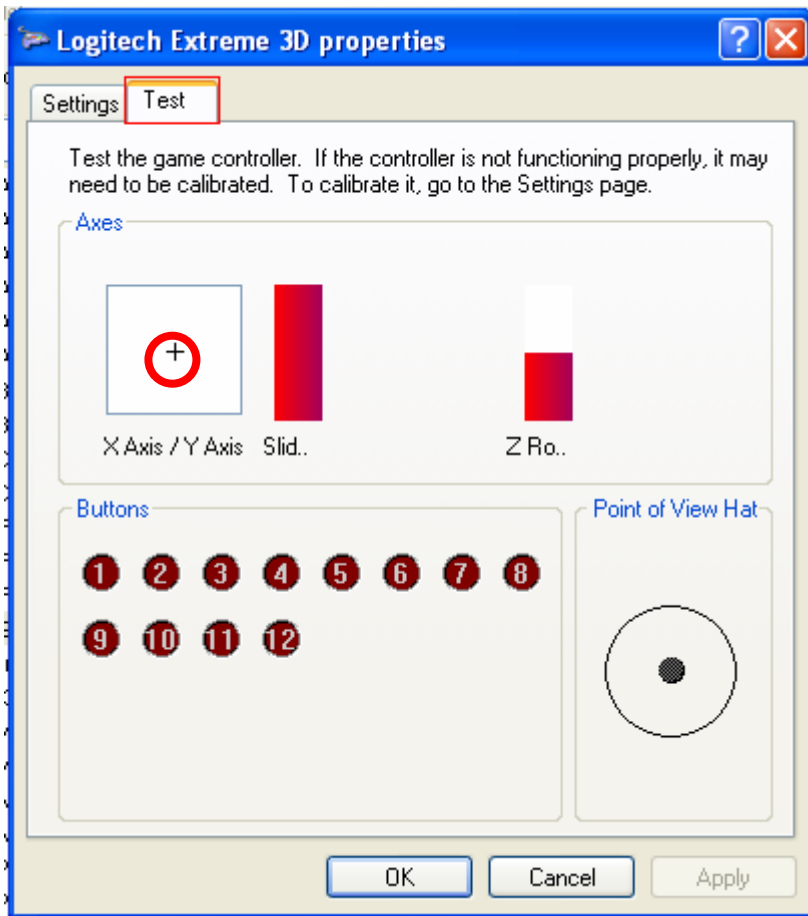 Logitech Extreme 3D properties
Settings Test
Test the game controller. If the controller is not functioning properly, it may
need to be calibrated. To calibrate it, go to the Settings page.
Axes
X Axis / Y Axis Slid.. Z Ro..
Buttons
1 2 3 4 5 6 7 8
9 10 11 12
Point of View Hat
OK Cancel Apply